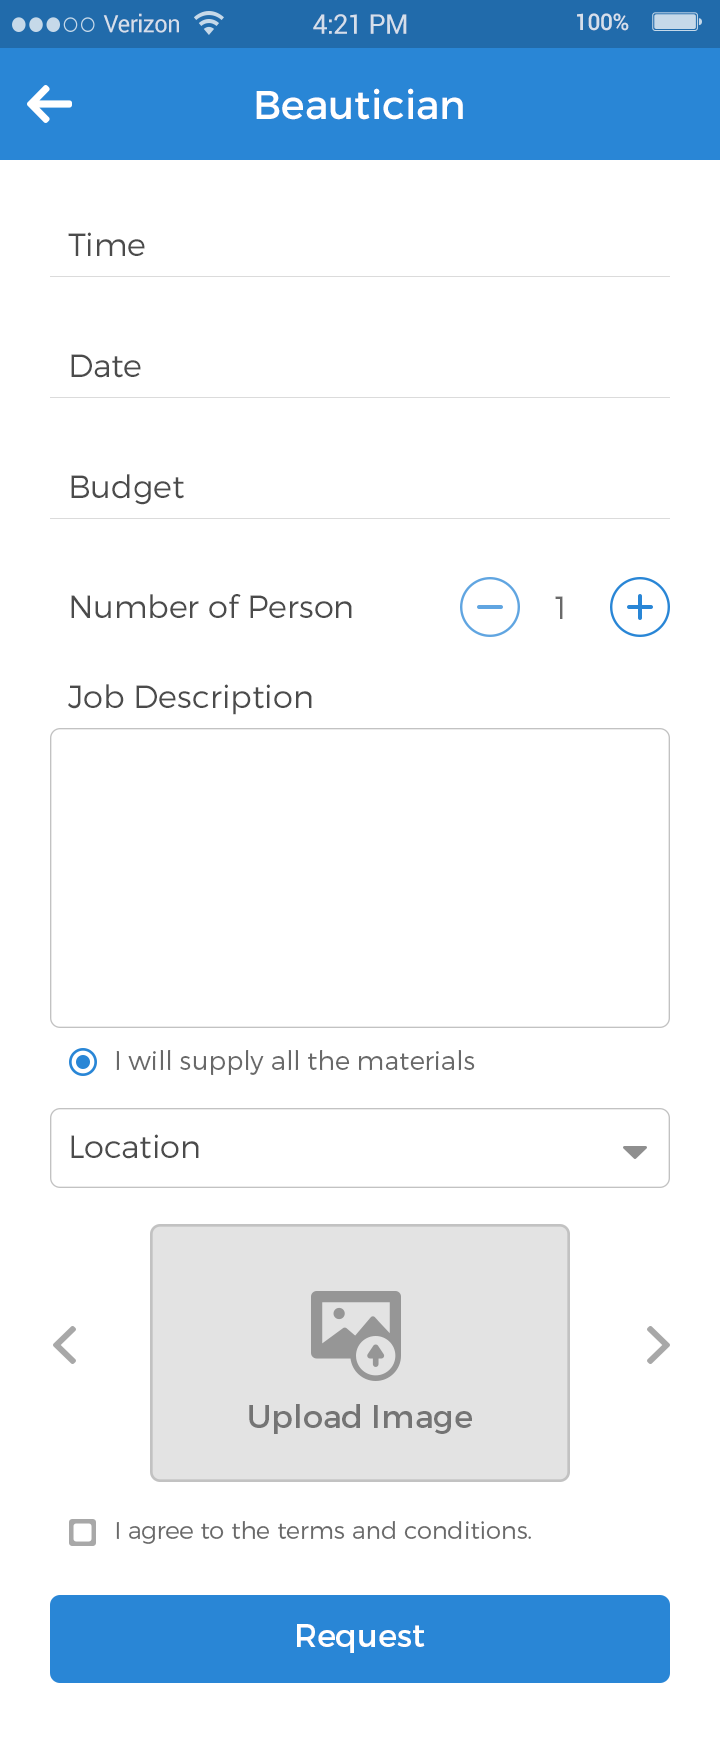 Verizon 4:21 PM 100%
Beautician
Time
Date
Budget
Number of Person 1
Job Description
I will supply all the materials
Location
Upload Image
I agree to the terms and conditions.
Request